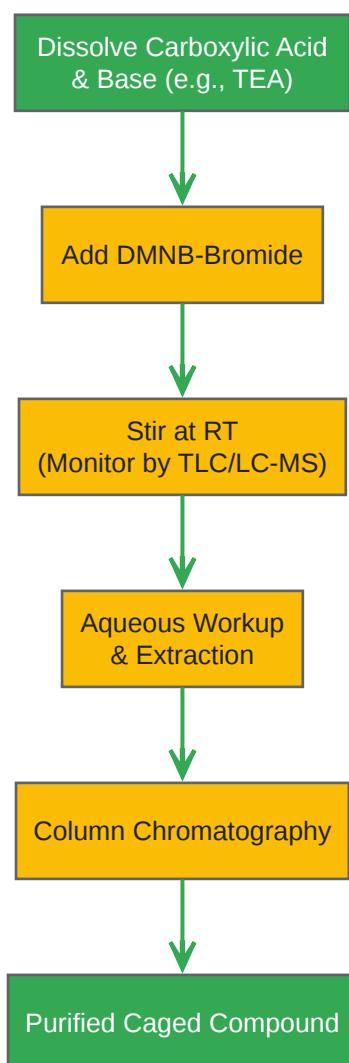 Dissolve Carboxylic Acid
& Base (e.g., TEA)
Add DMNB-Bromide
Stir at RT
(Monitor by TLC/LC-MS)
Aqueous Workup
& Extraction
Column Chromatography
Purified Caged Compound